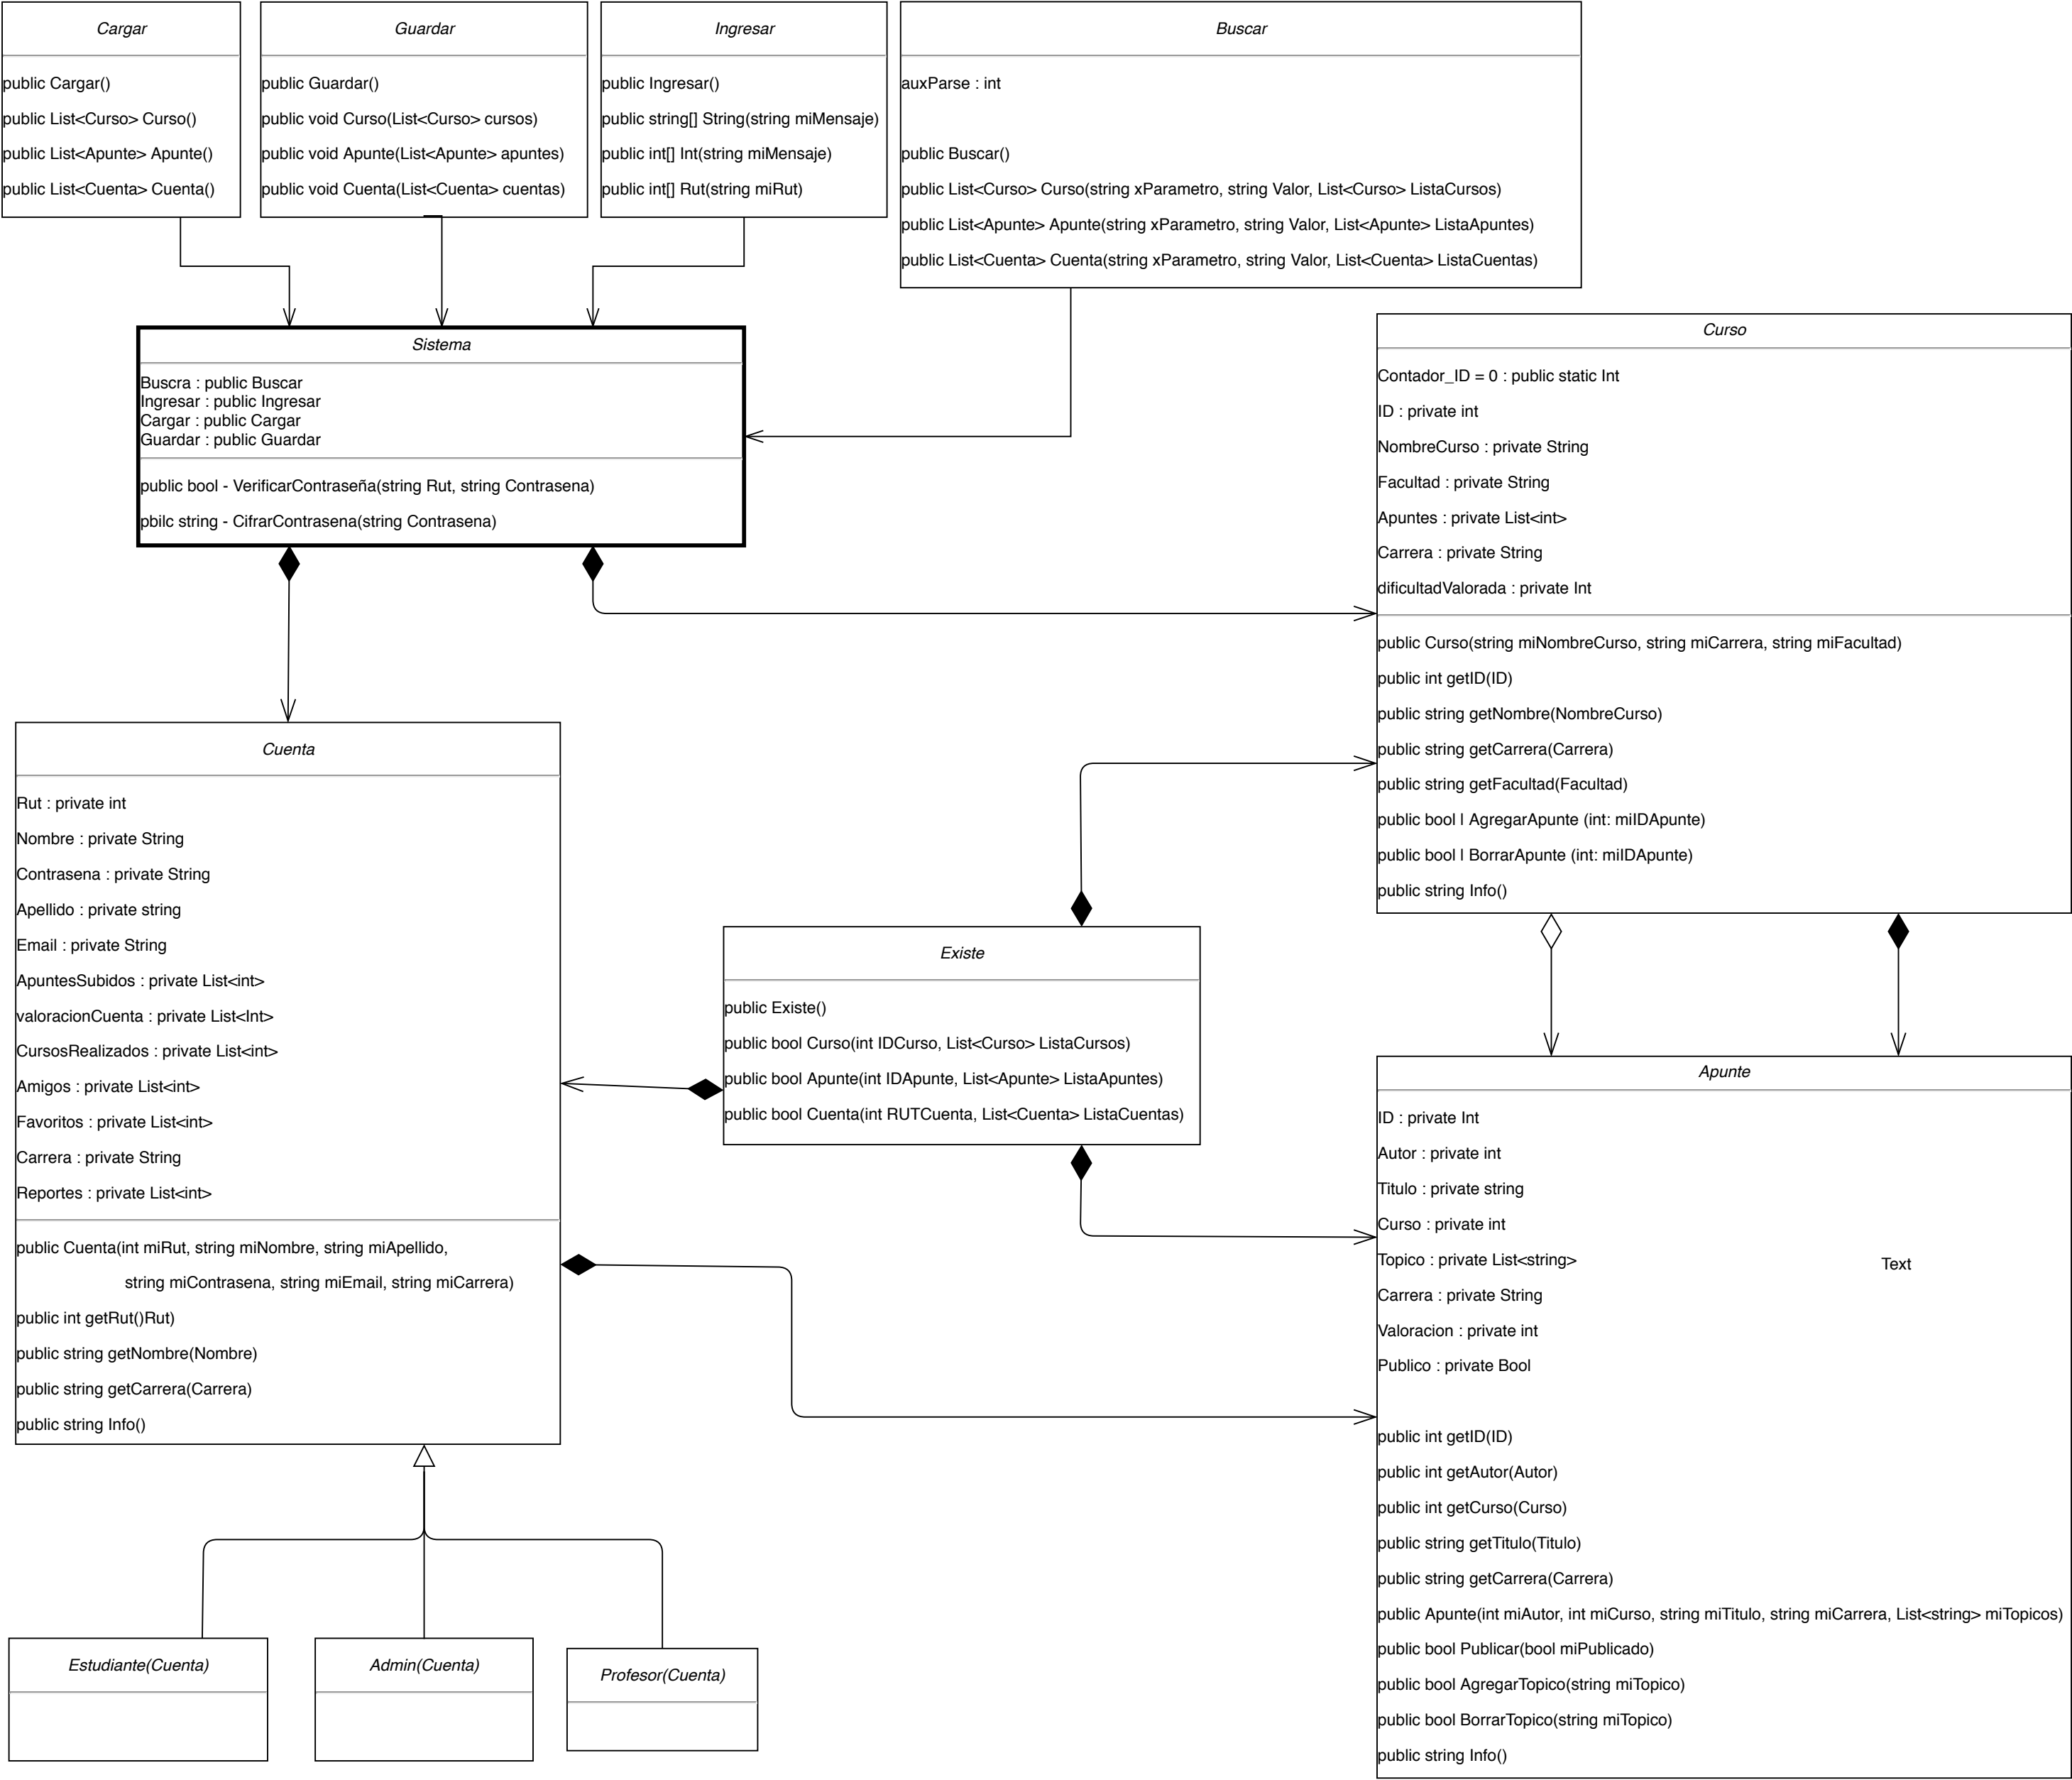 Cargar
public Cargar()
public List<Curso> Curso()
public List<Apunte> Apunte()
public List<Cuenta> Cuenta()
Guardar
public Guardar()
public void Curso(List<Curso> cursos)
public void Apunte(List<Apunte> apuntes)
public void Cuenta(List<Cuenta> cuentas)
Ingresar
public Ingresar()
public string[] String(string miMensaje)
public int[] Int(string miMensaje)
public int[] Rut(string miRut)
Buscar
auxParse : int
public Buscar()
public List<Curso> Curso(string xParametro, string Valor, List<Curso> ListaCursos)
public List<Apunte> Apunte(string xParametro, string Valor, List<Apunte> ListaApuntes)
public List<Cuenta> Cuenta(string xParametro, string Valor, List<Cuenta> ListaCuentas)
Sistema
Buscra : public Buscar
Ingresar : public Ingresar
Cargar : public Cargar
Guardar : public Guardar
public bool - VerificarContraseña(string Rut, string Contrasena)
pbilc string - CifrarContrasena(string Contrasena)
Curso
Contador_ID = 0 : public static Int
ID : private int
NombreCurso : private String
Facultad : private String
Apuntes : private List<int>
Carrera : private String
dificultadValorada : private Int
public Curso(string miNombreCurso, string miCarrera, string miFacultad)
public int getID(ID)
public string getNombre(NombreCurso)
public string getCarrera(Carrera)
public string getFacultad(Facultad)
public bool | AgregarApunte (int: miIDApunte)
public bool | BorrarApunte (int: miIDApunte)
public string Info()
Cuenta
Rut : private int
Nombre : private String
Contrasena : private String
Apellido : private string
Email : private String
ApuntesSubidos : private List<int>
valoracionCuenta : private List<Int>
CursosRealizados : private List<int>
Amigos : private List<int>
Favoritos : private List<int>
Carrera : private String
Reportes : private List<int>
public Cuenta(int miRut, string miNombre, string miApellido,
string miContrasena, string miEmail, string miCarrera)
public int getRut()Rut)
public string getNombre(Nombre)
public string getCarrera(Carrera)
public string Info()
Existe
public Existe()
public bool Curso(int IDCurso, List<Curso> ListaCursos)
public bool Apunte(int IDApunte, List<Apunte> ListaApuntes)
public bool Cuenta(int RUTCuenta, List<Cuenta> ListaCuentas)
Apunte
ID : private Int
Autor : private int
Titulo : private string
Curso : private int
Topico : private List<string>
Text
Carrera : private String
Valoracion : private int
Publico : private Bool
public int getID(ID)
public int getAutor(Autor)
public int getCurso(Curso)
public string getTitulo(Titulo)
public string getCarrera(Carrera)
public Apunte(int miAutor, int miCurso, string miTitulo, string miCarrera, List<string> miTopicos)
public bool Publicar(bool miPublicado)
public bool AgregarTopico(string miTopico)
public bool BorrarTopico(string miTopico)
public string Info()
Estudiante(Cuenta)
Admin(Cuenta)
Profesor(Cuenta)